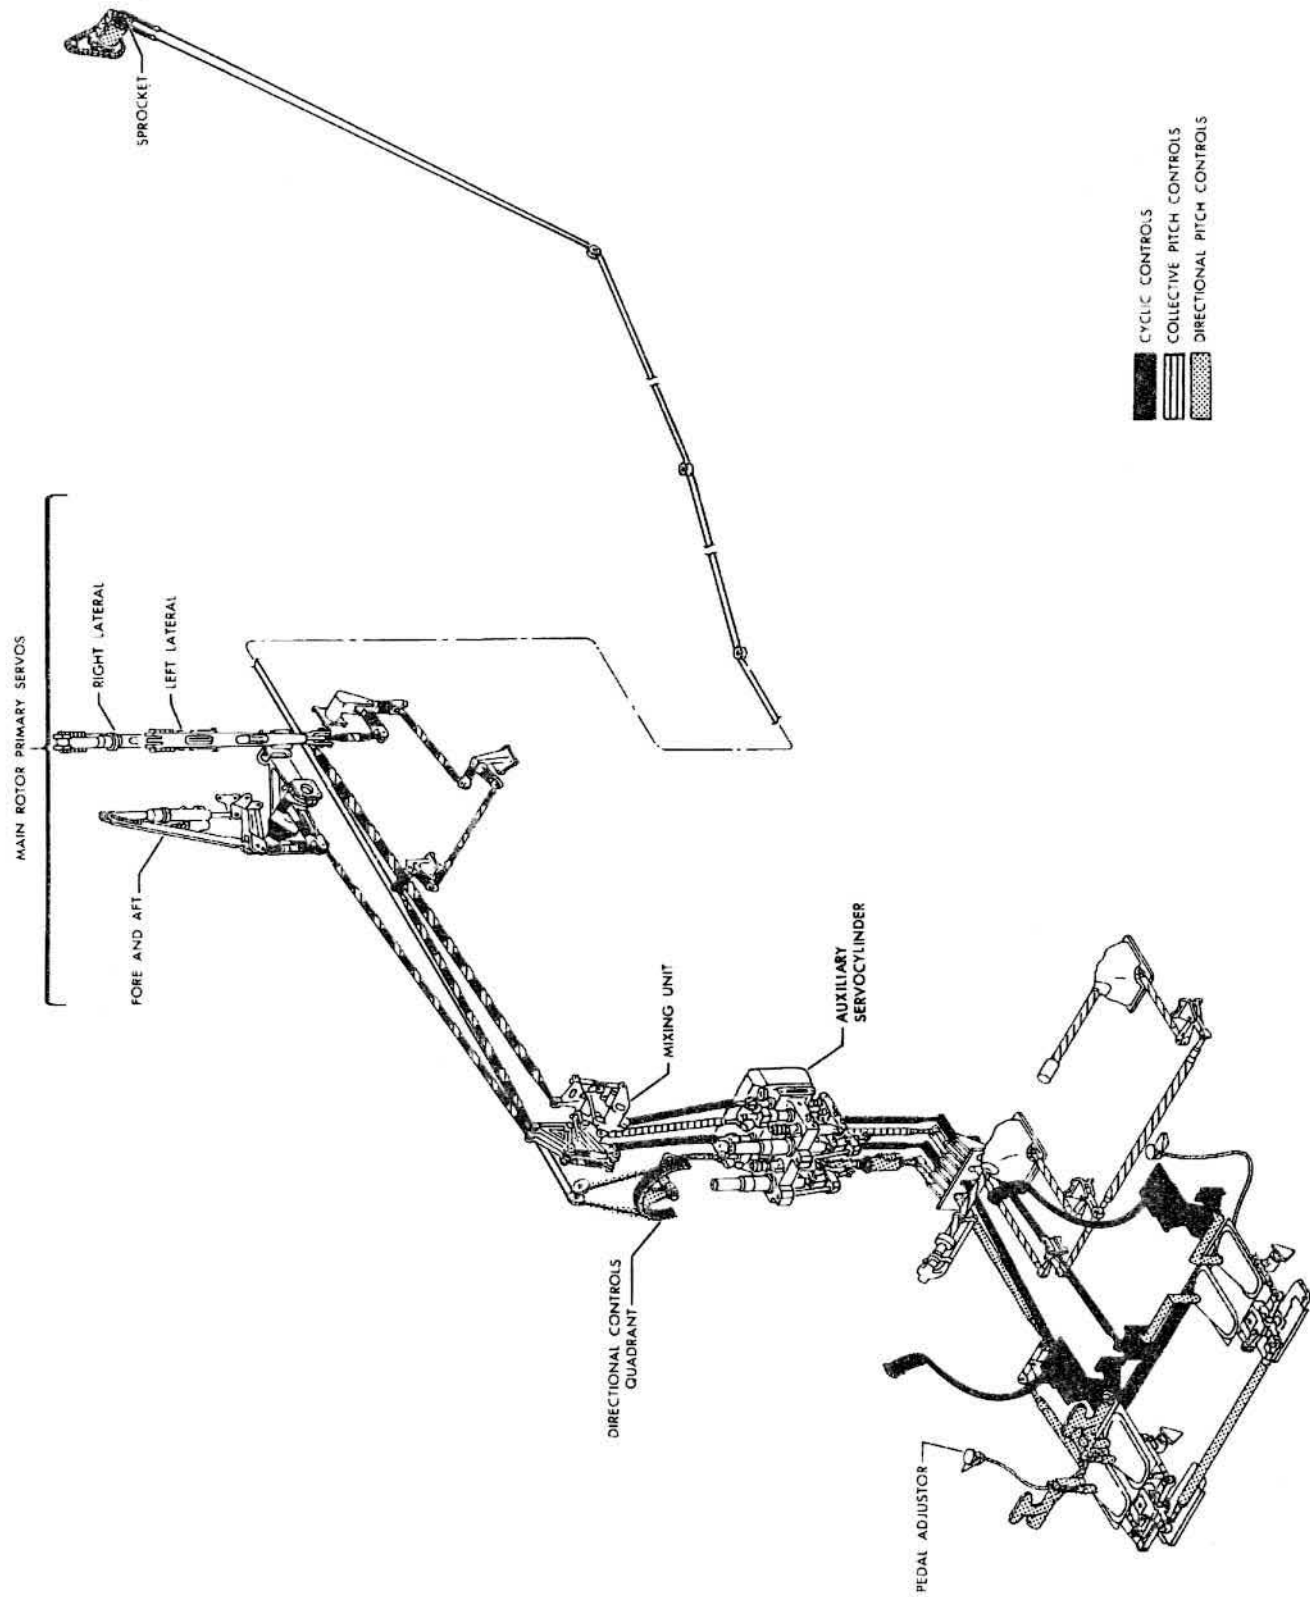 MAIN ROTOR PRIMARY SERVOS
FORE AND AFT
RIGHT LATERAL
LEFT LATERAL
SPROCKET
MIXING UNIT
DIRECTIONAL CONTROLS
QUADRANT
AUXILIARY
SERVOCYLINDER
PEDAL ADJUSTOR
CYCLIC CONTROLS
COLLECTIVE PITCH CONTROLS
DIRECTIONAL PITCH CONTROLS